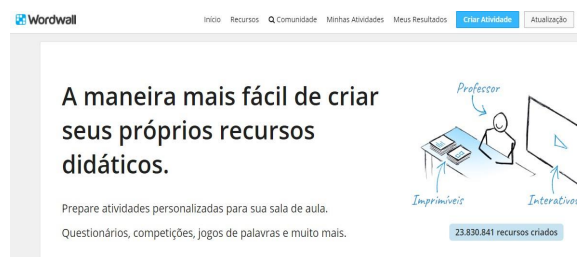 Wordwall
Início Recursos Comunidade Minhas Atividades Meus Resultados Criar Atividade Atualização
A maneira mais fácil de criar
seus próprios recursos
didáticos.
Prepare atividades personalizadas para sua sala de aula.
Questionários, competições, jogos de palavras e muito mais.
Professor
Imprimíveis
Interativos
23.830.841 recursos criados